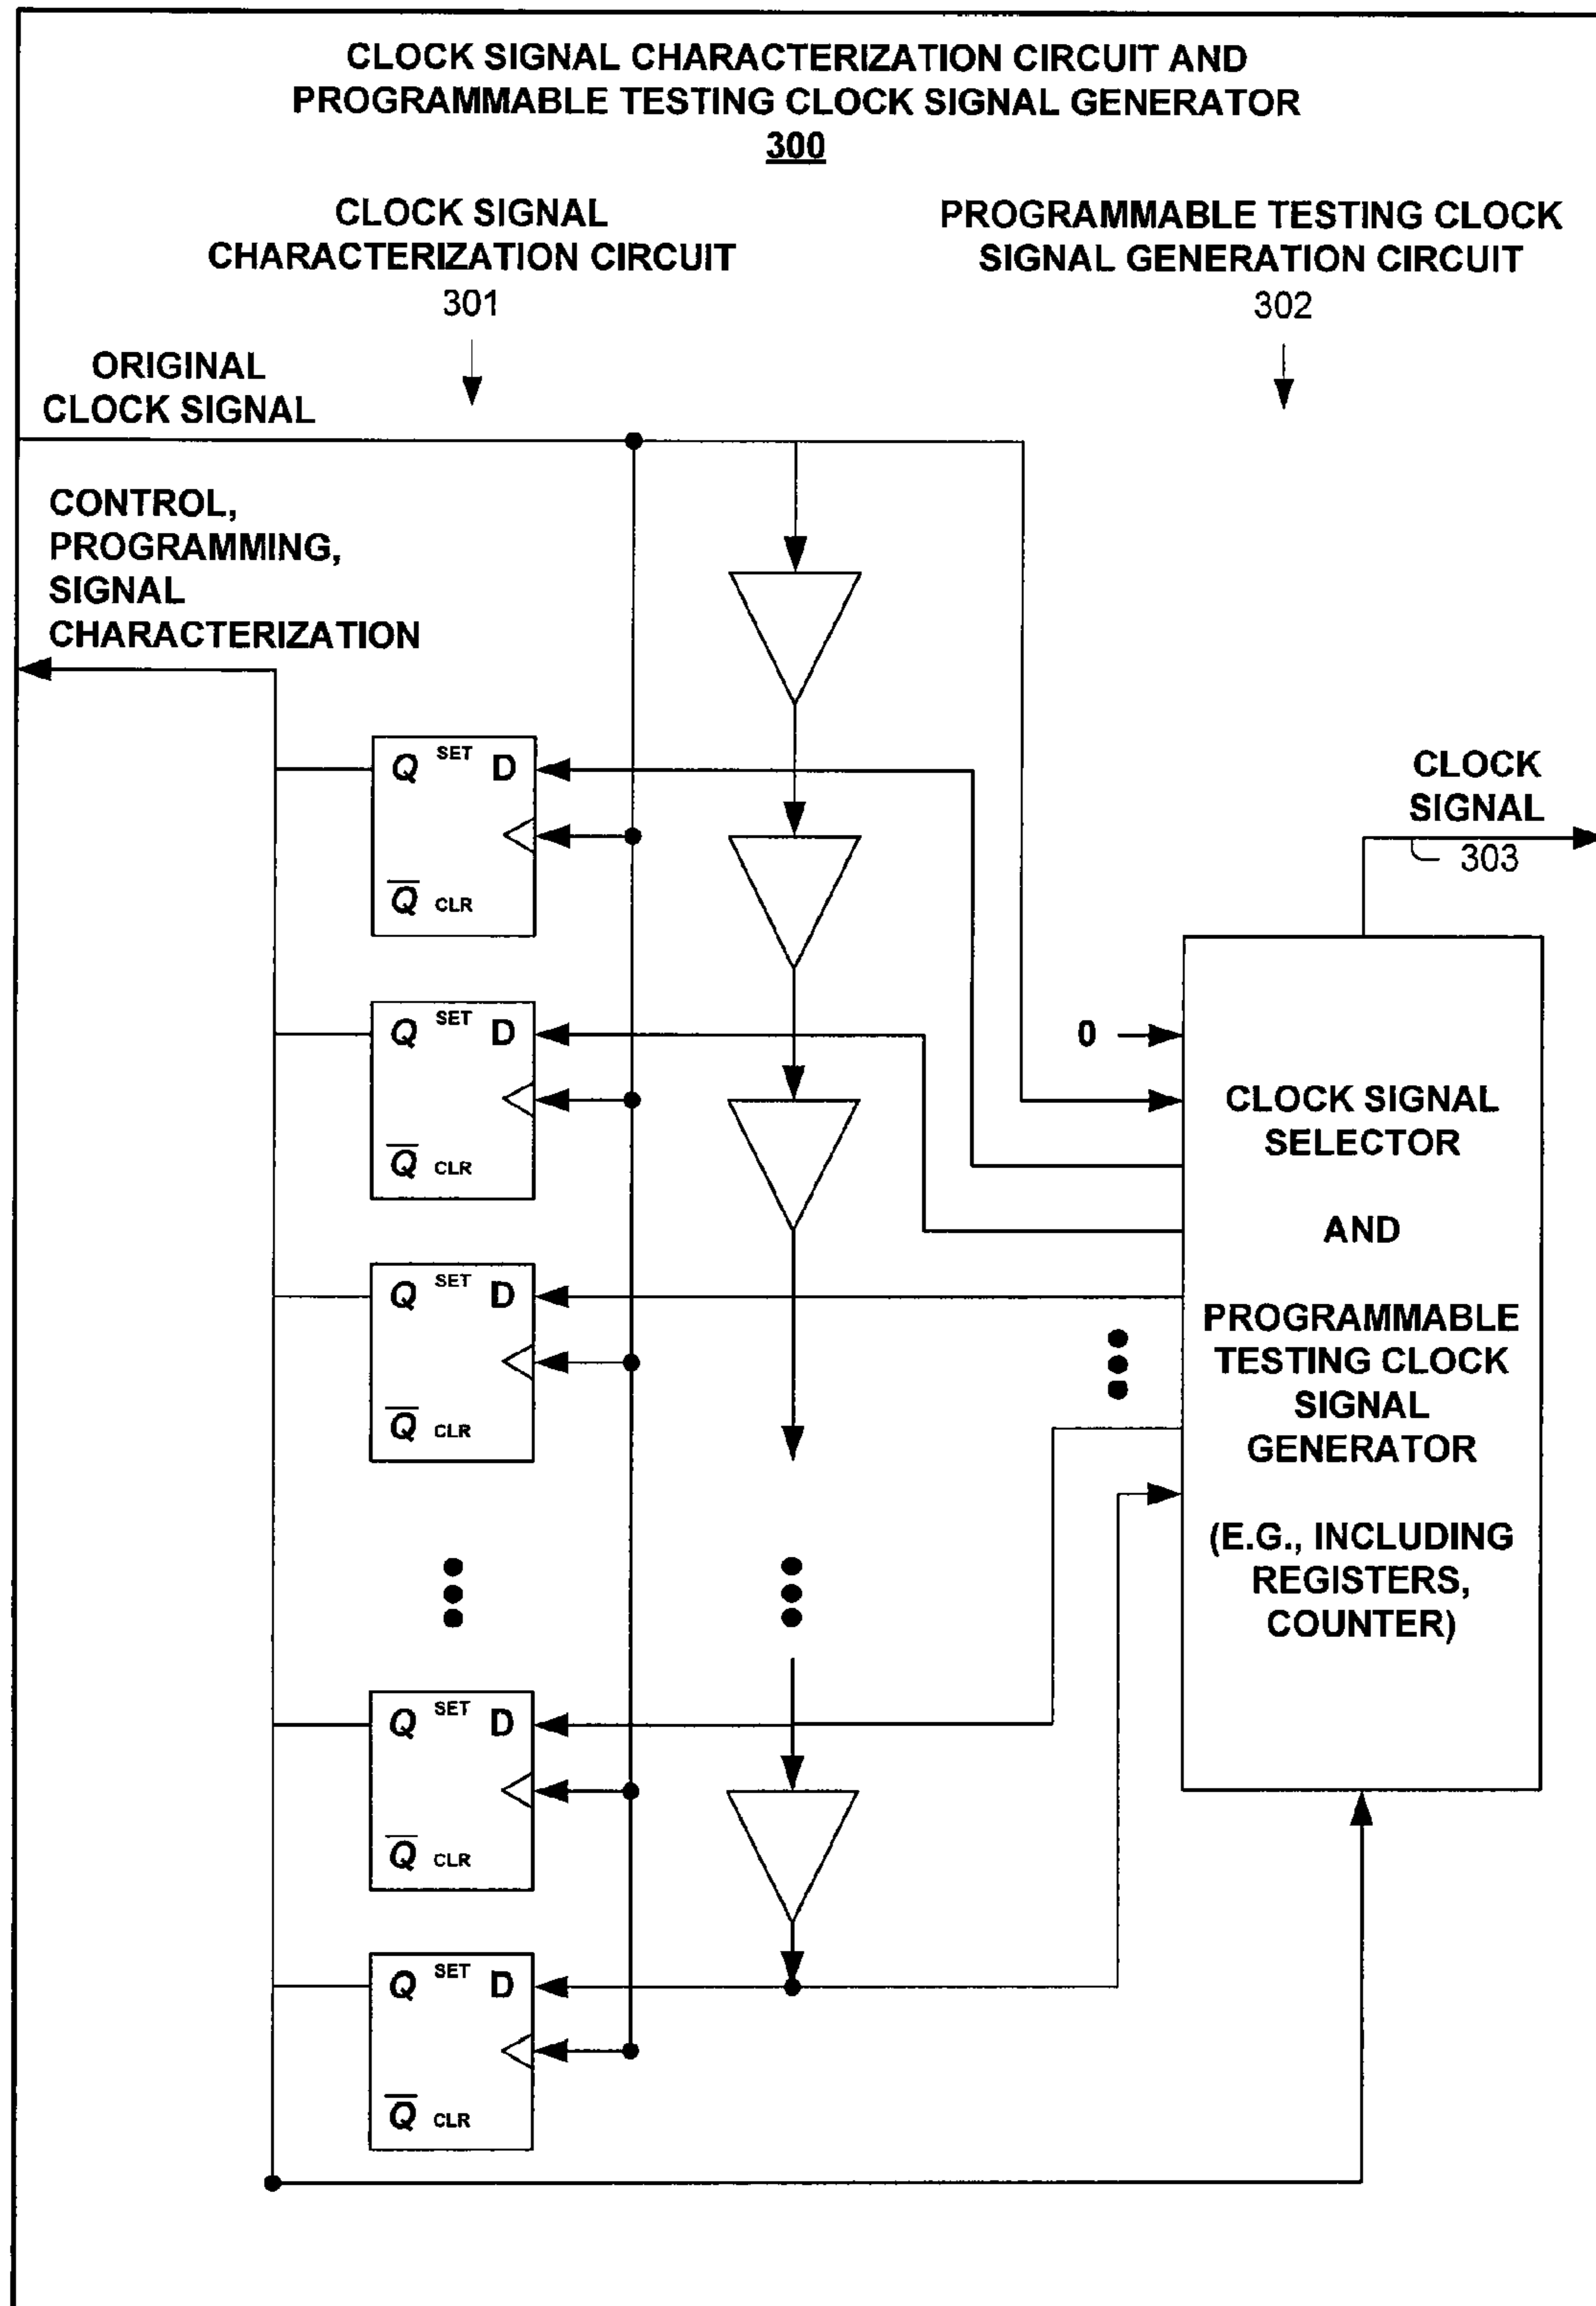 CLOCK SIGNAL CHARACTERIZATION CIRCUIT AND
PROGRAMMABLE TESTING CLOCK SIGNAL GENERATOR
300
CLOCK SIGNAL
CHARACTERIZATION CIRCUIT
301
PROGRAMMABLE TESTING CLOCK
SIGNAL GENERATION CIRCUIT
302
ORIGINAL
CLOCK SIGNAL
CONTROL,
PROGRAMMING,
SIGNAL
CHARACTERIZATION
Q SET D
Q̅ CLR
CLOCK
SIGNAL
303
Q SET D
Q̅ CLR
0
CLOCK SIGNAL
SELECTOR
AND
PROGRAMMABLE
TESTING CLOCK
SIGNAL
GENERATOR
(E.G., INCLUDING
REGISTERS,
COUNTER)
Q SET D
Q̅ CLR
Q SET D
Q̅ CLR
Q SET D
Q̅ CLR